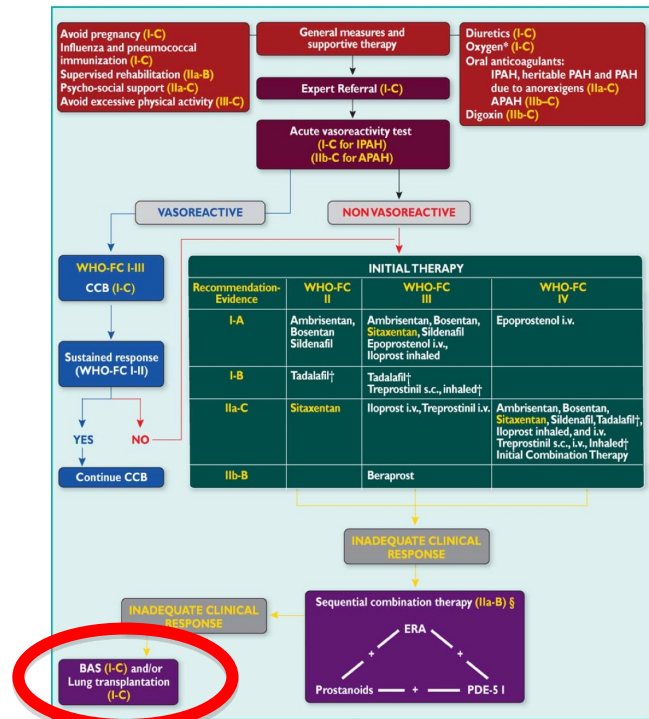 Avoid pregnancy (I-C)
Influenza and pneumococcal
immunization (I-C)
Supervised rehabilitation (IIa-B)
Psycho-social support (IIa-C)
Avoid excessive physical activity (III-C)
General measures and
supportive therapy
Diuretics (I-C)
Oxygen* (I-C)
Oral anticoagulants:
IPAH, heritable PAH and PAH
due to anorexigens (IIa-C)
APAH (IIb–C)
Digoxin (IIb-C)
Expert Referral (I-C)
Acute vasoreactivity test
(I-C for IPAH)
(IIb-C for APAH)
VASOREACTIVE
NON VASOREACTIVE
WHO-FC I-III
CCB (I-C)
Sustained response
(WHO-FC I-II)
YES
NO
Continue CCB
INITIAL THERAPY
Recommendation-
Evidence
WHO-FC
II
WHO-FC
III
WHO-FC
IV
I-A
Ambrisentan,
Bosentan
Sildenafil
Ambrisentan, Bosentan,
Sitaxentan, Sildenafil
Epoprostenol i.v.,
Iloprost inhaled
Epoprostenol i.v.
I-B
Tadalafil†
Tadalafil†
Treprostinil s.c., inhaled†
IIa-C
Sitaxentan
Iloprost i.v., Treprostinil i.v.
Ambrisentan, Bosentan,
Sitaxentan, Sildenafil, Tadalafil†,
Iloprost inhaled, and i.v.
Treprostinil s.c., i.v., Inhaled†
Initial Combination Therapy
IIb-B
Beraprost
INADEQUATE CLINICAL
RESPONSE
Sequential combination therapy (IIa-B) §
ERA
+
+
Prostanoids
+
PDE-5 I
INADEQUATE CLINICAL
RESPONSE
BAS (I-C) and/or
Lung transplantation
(I-C)